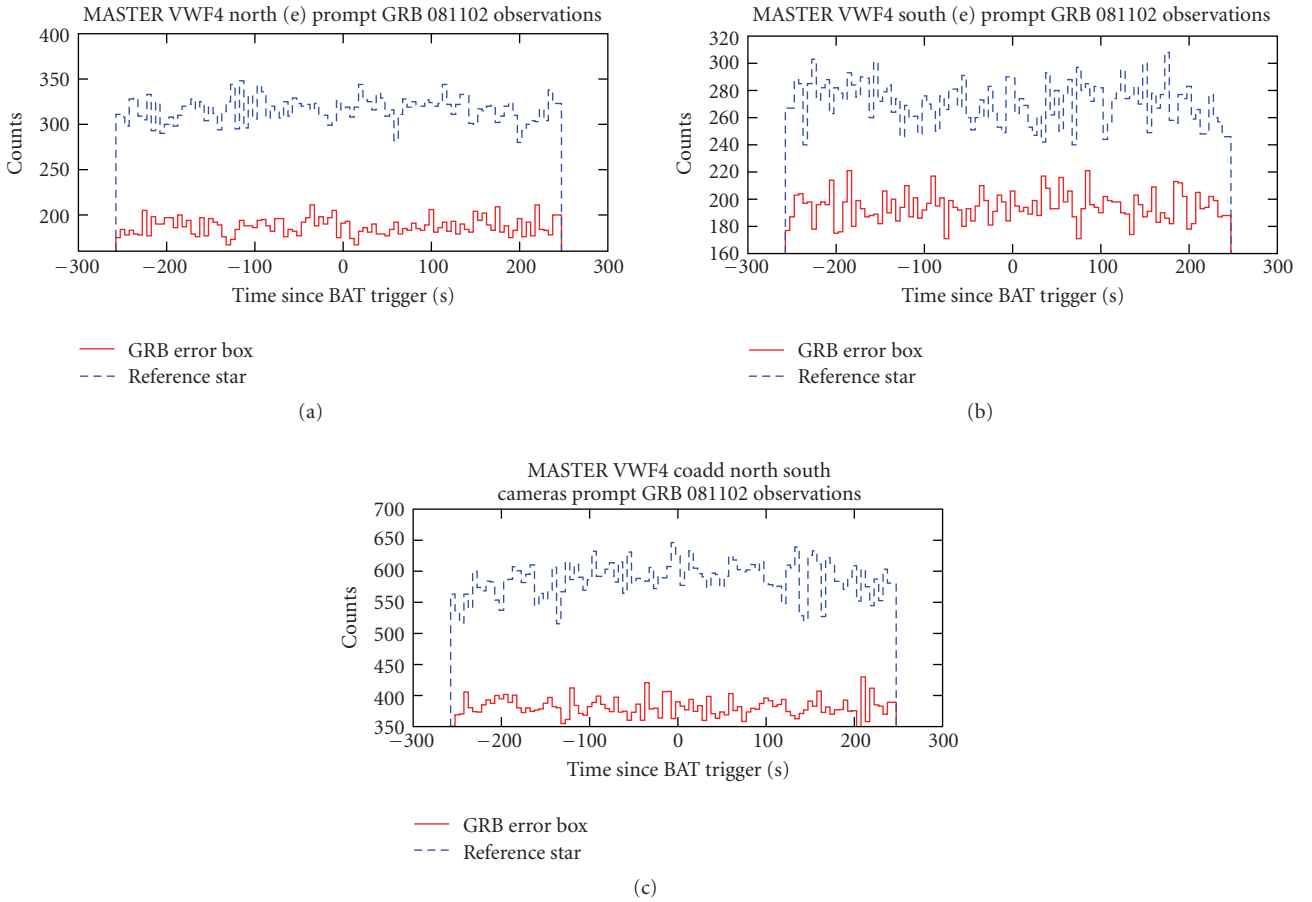 MASTER VWF4 north (e) prompt GRB 081102 observations
400
350
300
250
200
Counts
−300
−200
−100
0
100
200
300
Time since BAT trigger (s)
GRB error box
Reference star
(a)
MASTER VWF4 south (e) prompt GRB 081102 observations
320
300
280
260
240
220
200
180
160
Counts
−300
−200
−100
0
100
200
300
Time since BAT trigger (s)
GRB error box
Reference star
(b)
MASTER VWF4 coadd north south
cameras prompt GRB 081102 observations
700
650
600
550
500
450
400
350
Counts
−300
−200
−100
0
100
200
300
Time since BAT trigger (s)
GRB error box
Reference star
(c)